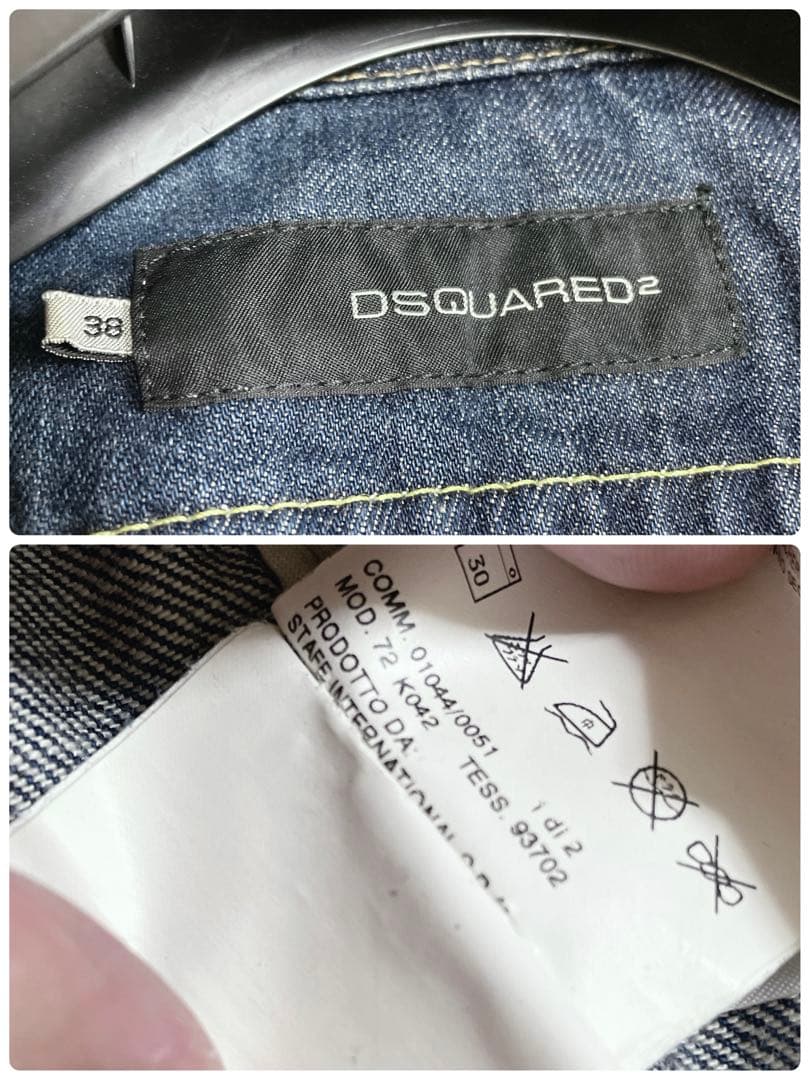 38
DSQUARED2
30
COMM. 01044/0051 1 di 2
MOD. 72 K042 TESS. 93702
PRODOTTO DA:
STAFF INTERNATIONAL